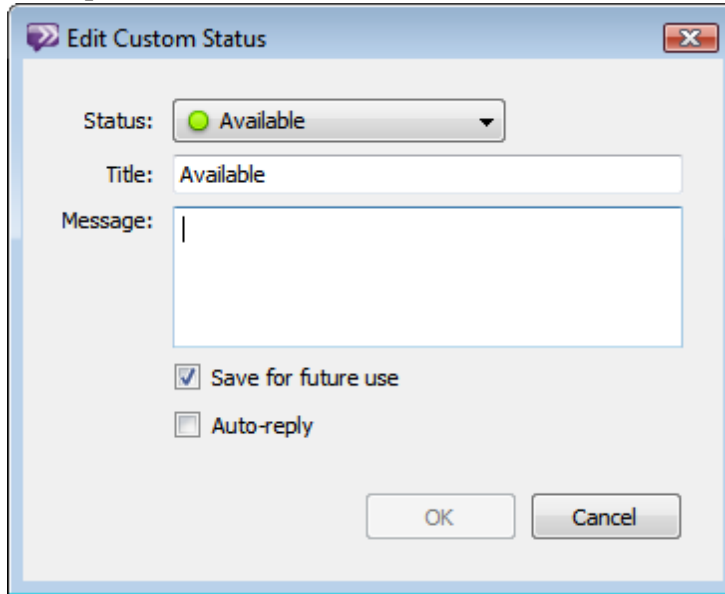 Edit Custom Status
Status: Available
Title: Available
Message:
Save for future use
Auto-reply
OK Cancel